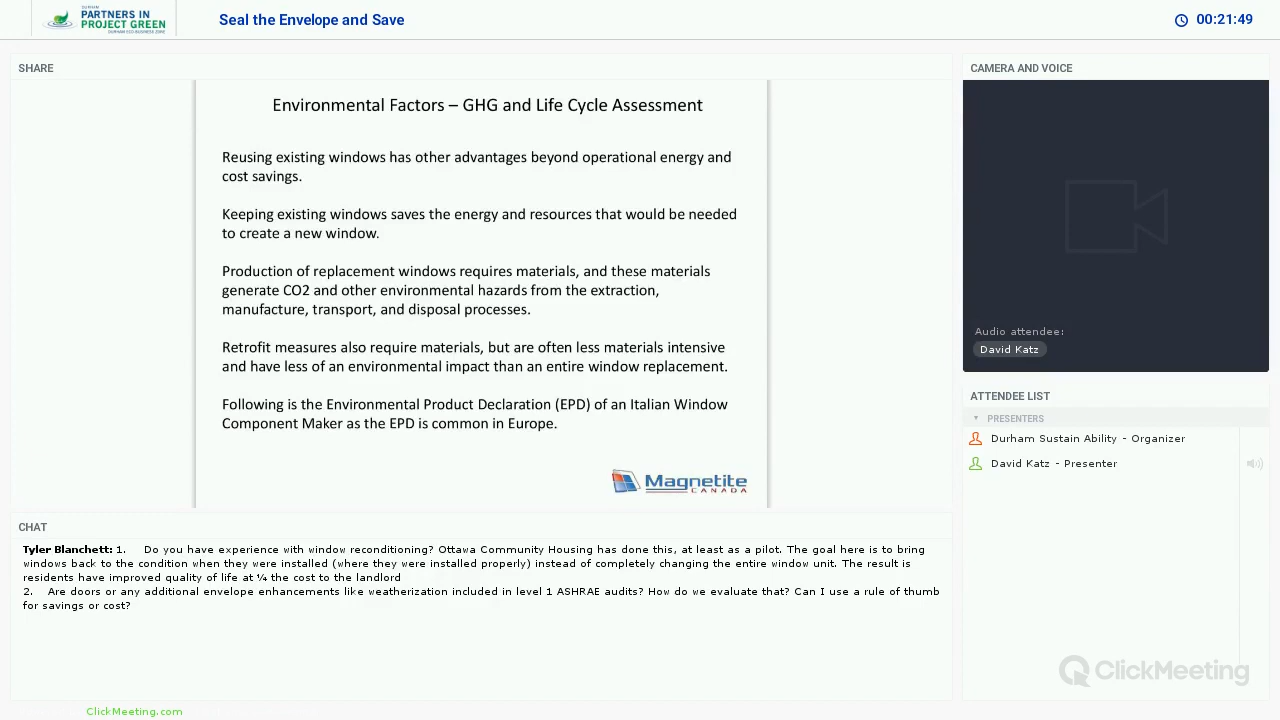 DURHAM
PARTNERS IN
PROJECT GREEN
DURHAM ECO BUSINESS ZONE
Seal the Envelope and Save
00:21:49
SHARE
Environmental Factors – GHG and Life Cycle Assessment
Reusing existing windows has other advantages beyond operational energy and
cost savings.
Keeping existing windows saves the energy and resources that would be needed
to create a new window.
Production of replacement windows requires materials, and these materials
generate CO2 and other environmental hazards from the extraction,
manufacture, transport, and disposal processes.
Retrofit measures also require materials, but are often less materials intensive
and have less of an environmental impact than an entire window replacement.
Following is the Environmental Product Declaration (EPD) of an Italian Window
Component Maker as the EPD is common in Europe.
Magnetite
CANADA
CAMERA AND VOICE
Audio attendee:
David Katz
ATTENDEE LIST
PRESENTERS
Durham Sustain Ability - Organizer
David Katz - Presenter
CHAT
Tyler Blanchett: 1. Do you have experience with window reconditioning? Ottawa Community Housing has done this, at least as a pilot. The goal here is to bring
windows back to the condition when they were installed (where they were installed properly) instead of completely changing the entire window unit. The result is
residents have improved quality of life at ¼ the cost to the landlord
2. Are doors or any additional envelope enhancements like weatherization included in level 1 ASHRAE audits? How do we evaluate that? Can I use a rule of thumb
for savings or cost?
ClickMeeting
ClickMeeting.com